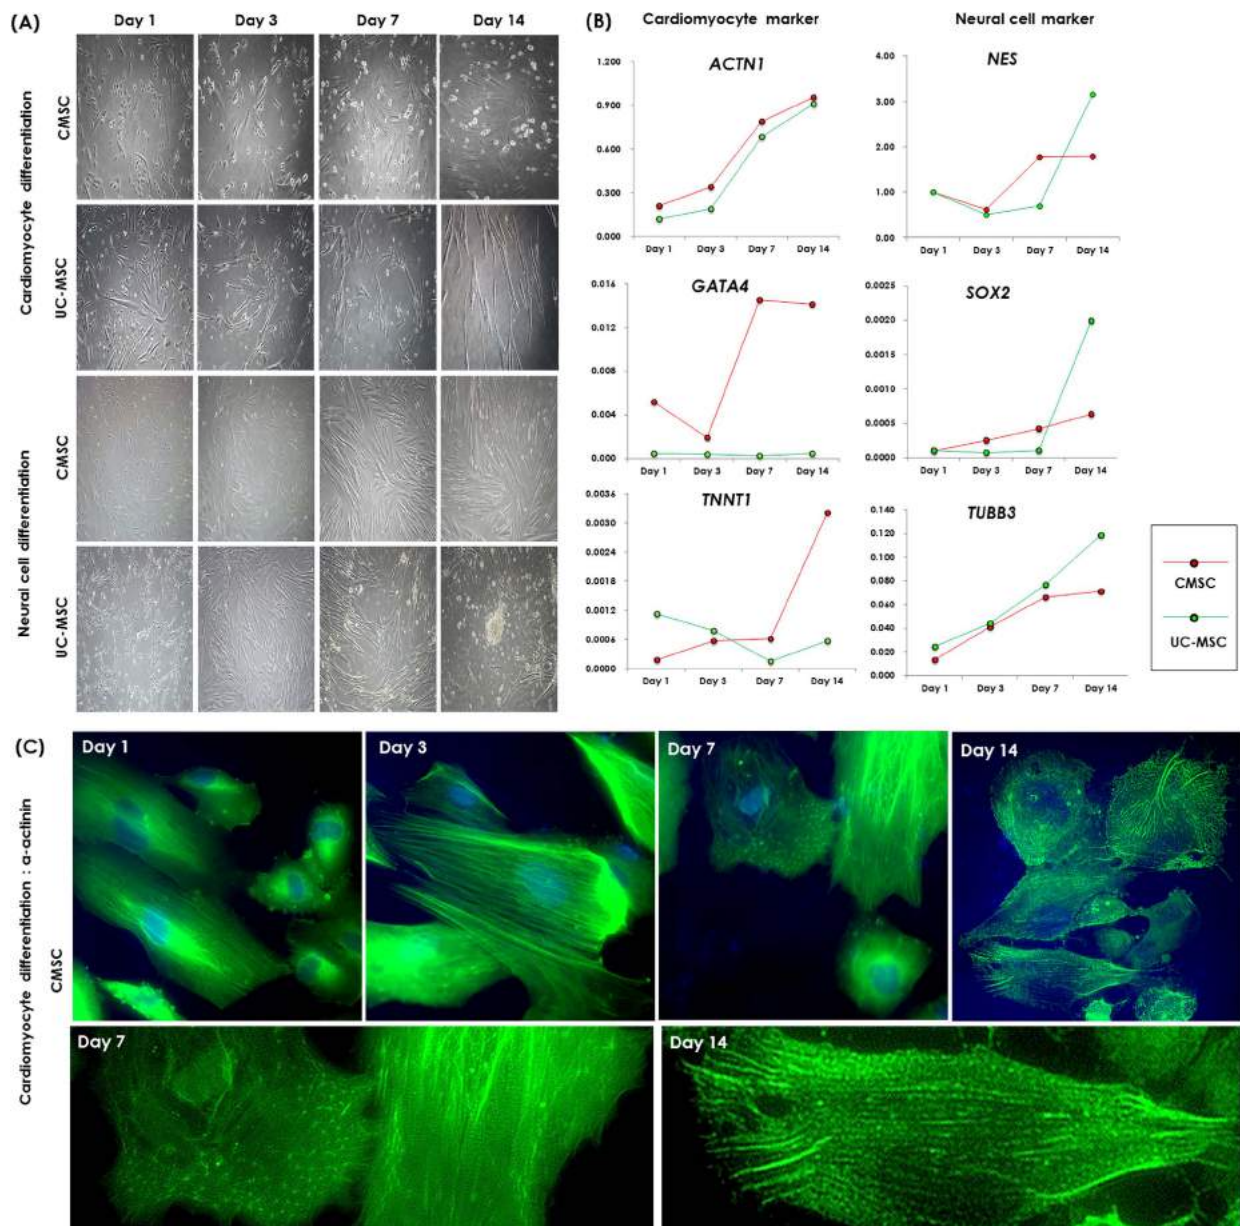 (A)
Day 1 Day 3 Day 7 Day 14
Cardiomyocyte differentiation
CMSC
UC-MSC
Neural cell differentiation
CMSC
UC-MSC
(B)
Cardiomyocyte marker
Neural cell marker
ACTN1
1.200
0.900
0.600
0.300
0.000
Day 1 Day 3 Day 7 Day 14
NES
1.00
3.00
2.00
1.00
0.00
Day 1 Day 3 Day 7 Day 14
GATA4
0.016
0.012
0.008
0.004
0.000
Day 1 Day 3 Day 7 Day 14
SOX2
0.0025
0.0020
0.0015
0.0010
0.0005
0.0000
Day 1 Day 3 Day 7 Day 14
TNNT1
0.0036
0.0030
0.0024
0.0018
0.0012
0.0006
0.0000
Day 1 Day 3 Day 7 Day 14
TUBB3
0.140
0.120
0.100
0.080
0.060
0.040
0.020
0.000
Day 1 Day 3 Day 7 Day 14
CMSC
UC-MSC
(C)
Cardiomyocyte differentiation : α-actinin
CMSC
Day 1
Day 3
Day 7
Day 14
Day 7
Day 14